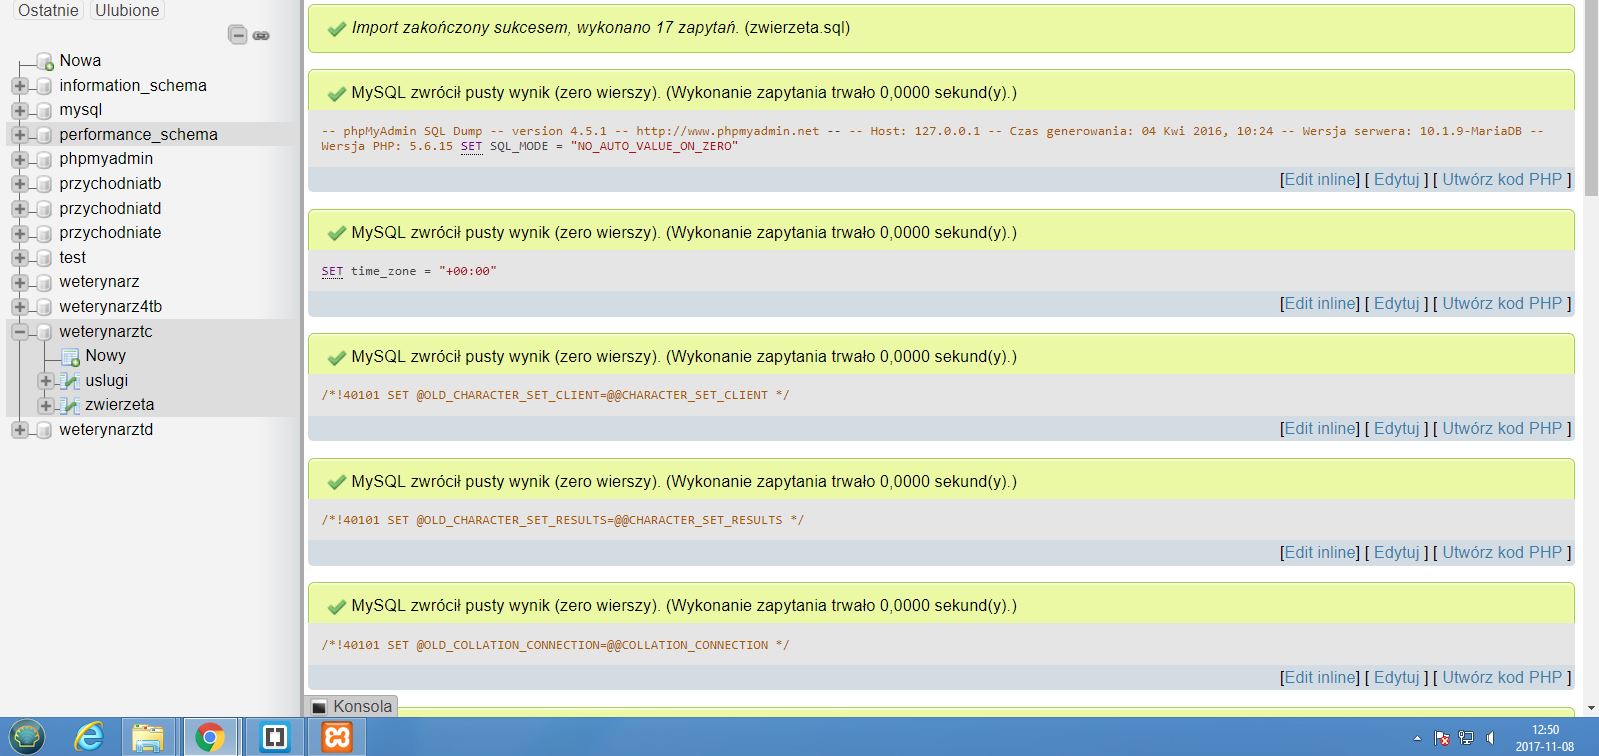 Ostatnie Ulubione
Nowa
information_schema
mysql
performance_schema
phpmyadmin
przychodniatb
przychodniatd
przychodniate
test
weterynarz
weterynarz4tb
weterynarztc
Nowy
uslugi
zwierzeta
weterynarztd
Import zakończony sukcesem, wykonano 17 zapytań. (zwierzeta.sql)
MySQL zwrócił pusty wynik (zero wierszy). (Wykonanie zapytania trwało 0,0000 sekund(y).)
-- phpMyAdmin SQL Dump -- version 4.5.1 -- http://www.phpmyadmin.net -- -- Host: 127.0.0.1 -- Czas generowania: 04 Kwi 2016, 10:24 -- Wersja serwera: 10.1.9-MariaDB --
Wersja PHP: 5.6.15 SET SQL_MODE = "NO_AUTO_VALUE_ON_ZERO"
[Edit inline] [ Edytuj ] [ Utwórz kod PHP ]
MySQL zwrócił pusty wynik (zero wierszy). (Wykonanie zapytania trwało 0,0000 sekund(y).)
SET time_zone = "+00:00"
[Edit inline] [ Edytuj ] [ Utwórz kod PHP ]
MySQL zwrócił pusty wynik (zero wierszy). (Wykonanie zapytania trwało 0,0000 sekund(y).)
/*!40101 SET @OLD_CHARACTER_SET_CLIENT=@@CHARACTER_SET_CLIENT */
[Edit inline] [ Edytuj ] [ Utwórz kod PHP ]
MySQL zwrócił pusty wynik (zero wierszy). (Wykonanie zapytania trwało 0,0000 sekund(y).)
/*!40101 SET @OLD_CHARACTER_SET_RESULTS=@@CHARACTER_SET_RESULTS */
[Edit inline] [ Edytuj ] [ Utwórz kod PHP ]
MySQL zwrócił pusty wynik (zero wierszy). (Wykonanie zapytania trwało 0,0000 sekund(y).)
/*!40101 SET @OLD_COLLATION_CONNECTION=@@COLLATION_CONNECTION */
[Edit inline] [ Edytuj ] [ Utwórz kod PHP ]
Konsola
12:50
2017-11-08